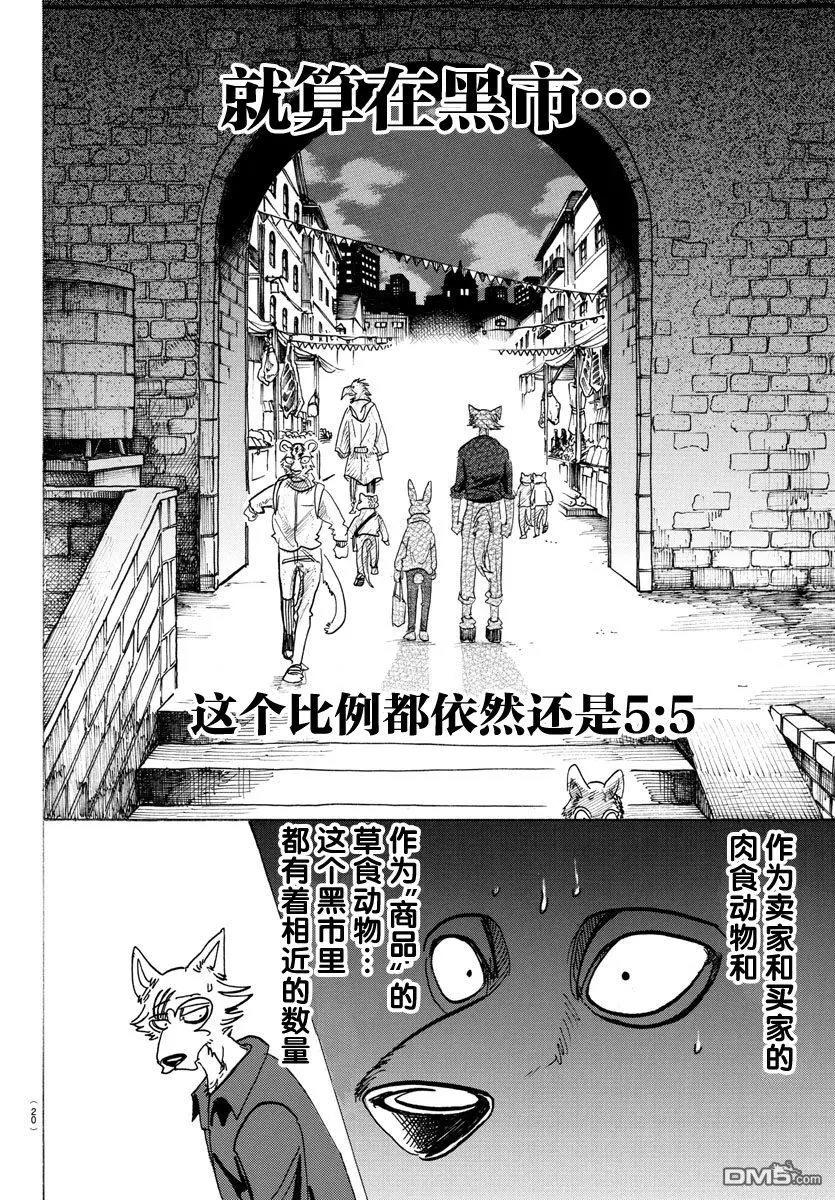 就算在黑市…
这个比例都依然还是5:5
作为卖家和买家的
肉食动物和
作为"商品"的
草食动物…
这个黑市里
都有着相近的数量
(20)
DM5.com